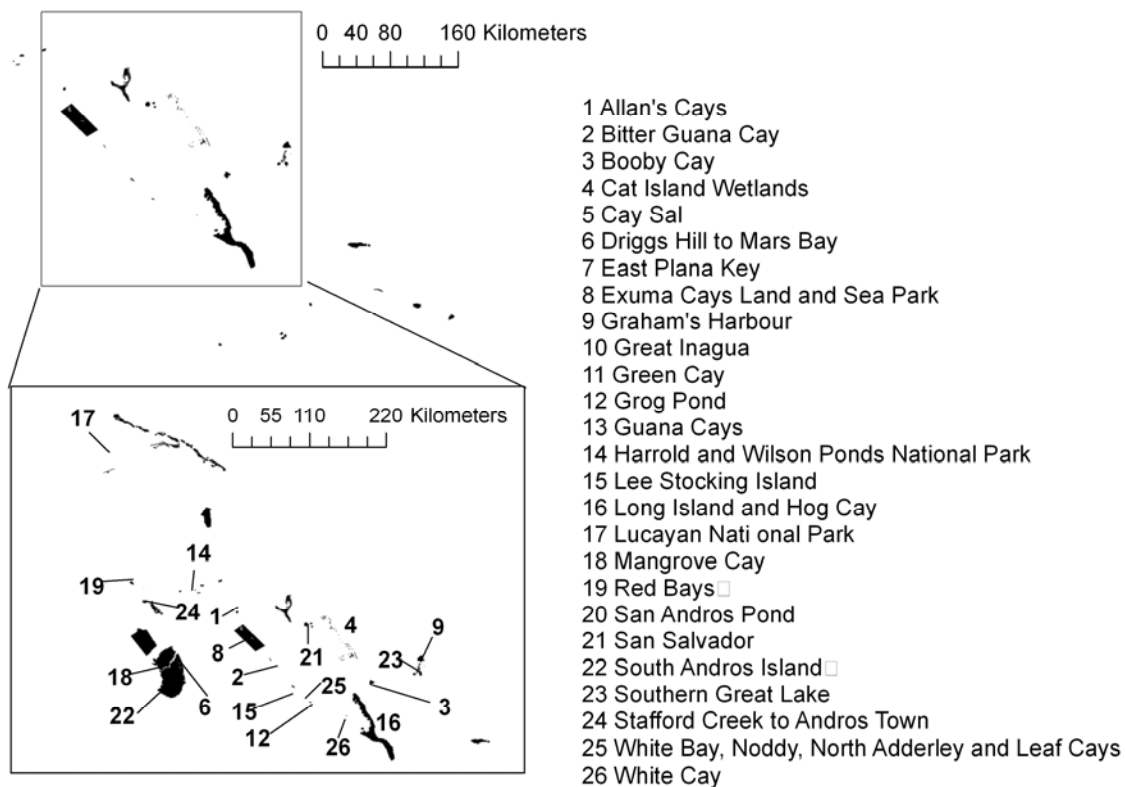 0 40 80 160 Kilometers
1 Allan's Cays
2 Bitter Guana Cay
3 Booby Cay
4 Cat Island Wetlands
5 Cay Sal
6 Driggs Hill to Mars Bay
7 East Plana Key
8 Exuma Cays Land and Sea Park
9 Graham's Harbour
10 Great Inagua
11 Green Cay
12 Grog Pond
13 Guana Cays
14 Harrold and Wilson Ponds National Park
15 Lee Stocking Island
16 Long Island and Hog Cay
17 Lucayan Nati onal Park
18 Mangrove Cay
19 Red Bays□
20 San Andros Pond
21 San Salvador
22 South Andros Island□
23 Southern Great Lake
24 Stafford Creek to Andros Town
25 White Bay, Noddy, North Adderley and Leaf Cays
26 White Cay
17
0 55 110 220 Kilometers
14
19
24
1
4
9
8
21
23
18
2
25
22
6
15
3
12
16
26